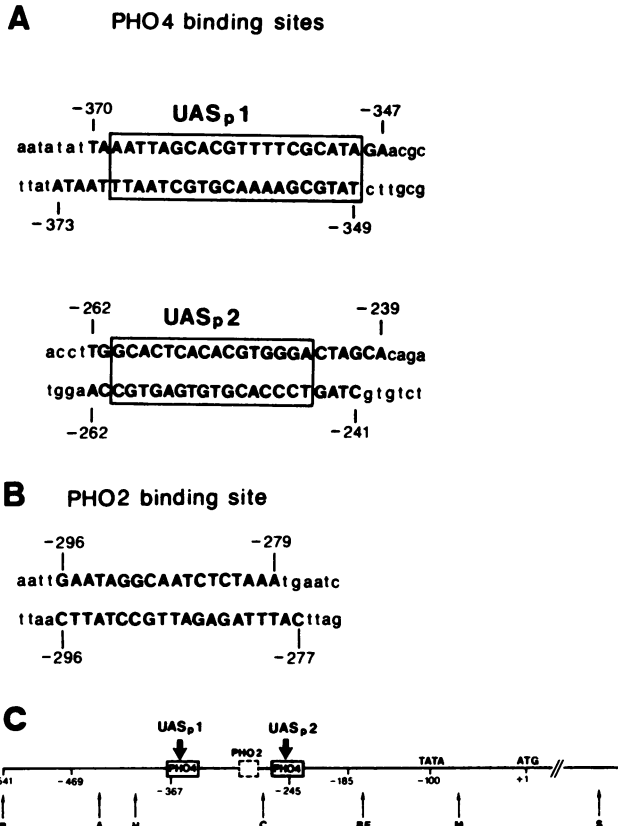 A PHO4 binding sites
-370 UASp1 -347
aatatatTAAATTAGCACGTTTTCGCATAGAacgc
ttatATAATTTAATCGTGCAAAAGCGTATcttgcg
-373 -349
-262 UASp2 -239
acctTGGCACTCACACGTGGGACTAGCAcaga
tggaACCGTGAGTGTGCACCCTGATCgtgtct
-262 -241
B PHO2 binding site
-296 -279
aattGAATAGGCAATCTCTAAAtgaatc
ttaaCTTATCCGTTAGAGATTTACttag
-296 -277
C UASp1 UASp2
PHO4 PHO2 PHO4 TATA ATG
541 -469 -367 -245 -185 -100 +1
A H C BE M S